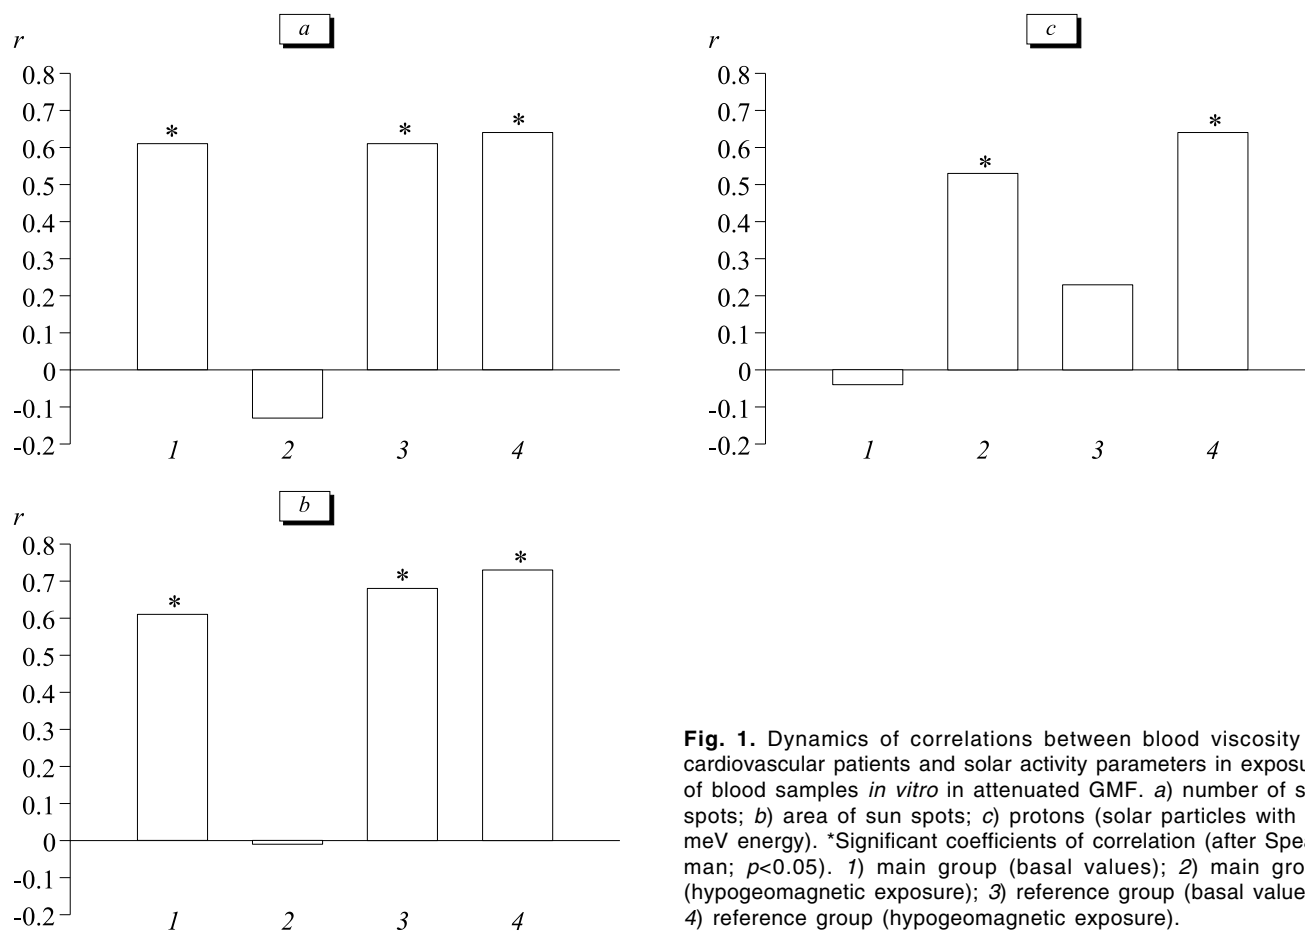 a
r
0.8
0.7
0.6
0.5
0.4
0.3
0.2
0.1
0
-0.1
-0.2
* * *
1 2 3 4
c
r
0.8
0.7
0.6
0.5
0.4
0.3
0.2
0.1
0
-0.1
-0.2
* *
1 2 3 4
b
r
0.8
0.7
0.6
0.5
0.4
0.3
0.2
0.1
0
-0.1
-0.2
* * *
1 2 3 4
Fig. 1. Dynamics of correlations between blood viscosity
cardiovascular patients and solar activity parameters in
of blood samples in vitro in attenuated GMF. a) number of
spots; b) area of sun spots; c) protons (solar particles with
meV energy). *Significant coefficients of correlation (after
man; p<0.05). 1) main group (basal values); 2) main
(hypogeomagnetic exposure); 3) reference group (basal
4) reference group (hypogeomagnetic exposure).